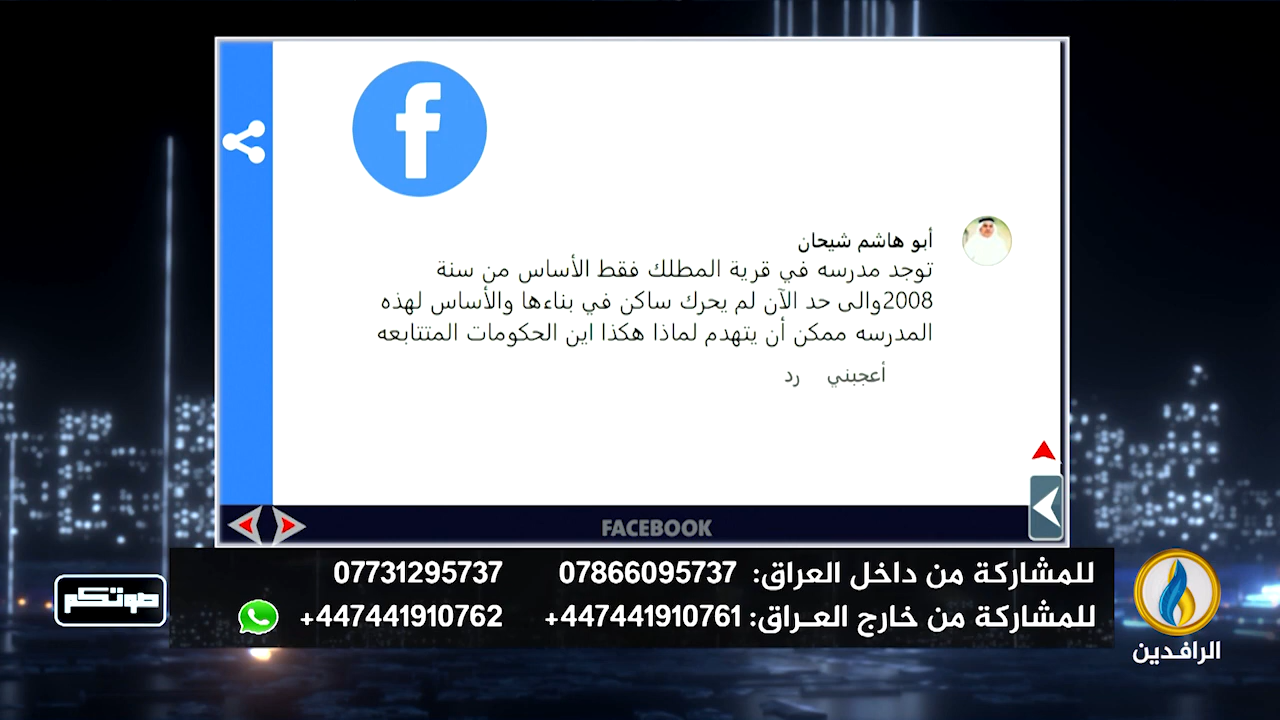 f
أبو هاشم شيحان
توجد مدرسه في قرية المطلك فقط الأساس من سنة
2008والى حد الآن لم يحرك ساكن في بناءها والأساس لهذه
المدرسه ممكن أن يتهدم لماذا هكذا اين الحكومات المتتابعه
أعجبني رد
FACEBOOK
للمشاركة من داخل العراق: 07866095737 07731295737
للمشاركة من خارج العـراق: 447441910761+ 447441910762+
صوتكم
الرافـدين